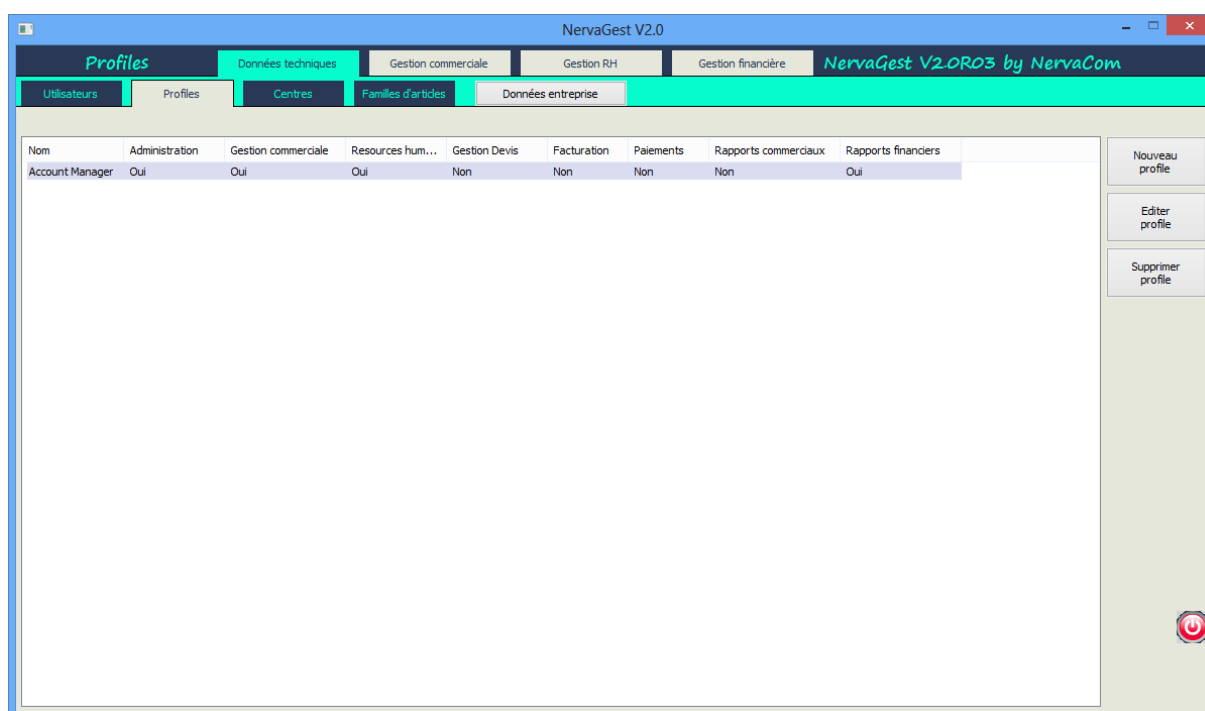 NervaGest V2.0
Profiles Données techniques Gestion commerciale Gestion RH Gestion financière NervaGest V2.0R03 by NervaCom
Utilisateurs Profiles Centres Familles d'articles Données entreprise
Nom Administration Gestion commerciale Resources hum... Gestion Devis Facturation Paiements Rapports commerciaux Rapports financiers
Account Manager Oui Oui Oui Non Non Non Non Oui
Nouveau
profile
Editer
profile
Supprimer
profile